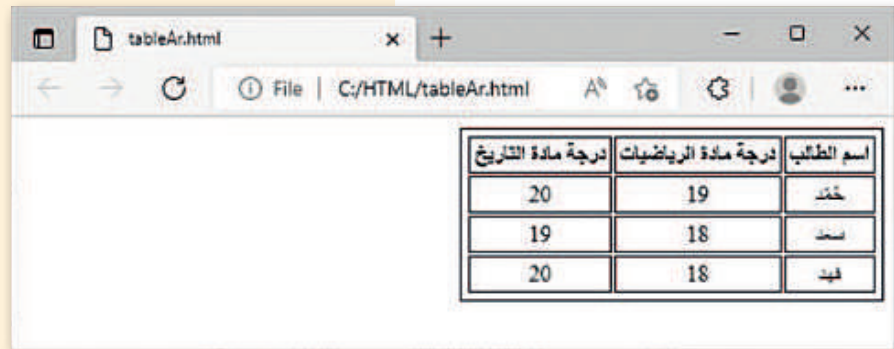 tableAr.html
File | C:/HTML/tableAr.html
اسم الطالب درجة مادة الرياضيات درجة مادة التاريخ
19 20
سعد 18 19
فهد 18 20